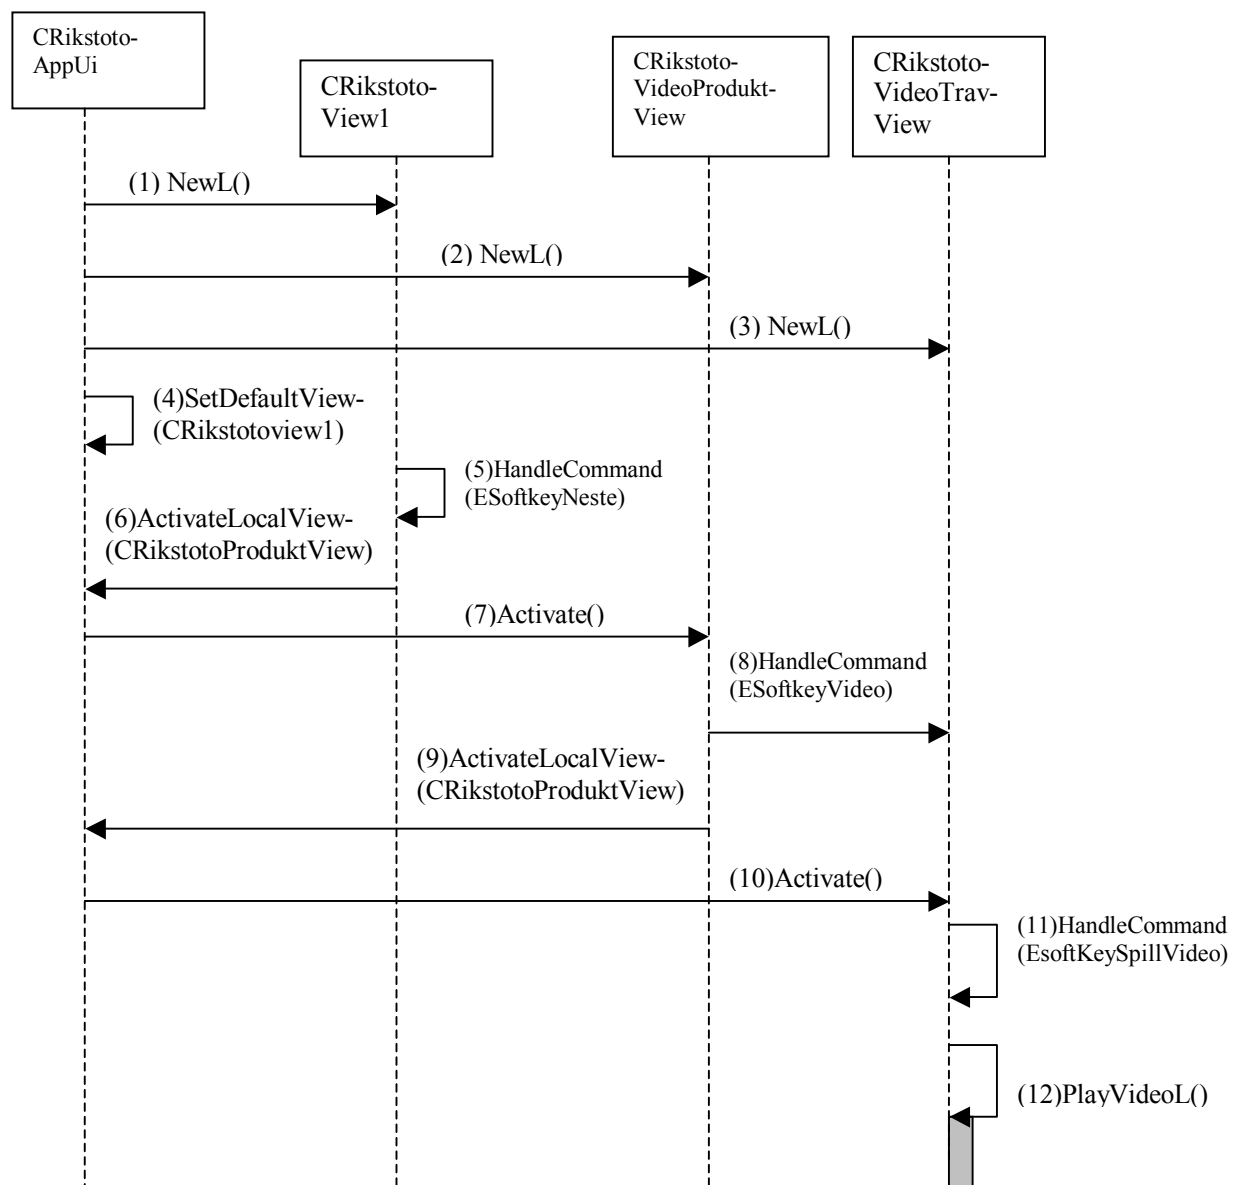 CRikstoto-
AppUi
CRikstoto-
View1
CRikstoto-
VideoProdukt-
View
CRikstoto-
VideoTrav-
View
(1) NewL()
(2) NewL()
(3) NewL()
(4)SetDefaultView-
(CRikstotoview1)
(5)HandleCommand
(ESoftkeyNeste)
(6)ActivateLocalView-
(CRikstotoProduktView)
(7)Activate()
(8)HandleCommand
(ESoftkeyVideo)
(9)ActivateLocalView-
(CRikstotoProduktView)
(10)Activate()
(11)HandleCommand
(EsoftKeySpillVideo)
(12)PlayVideoL()